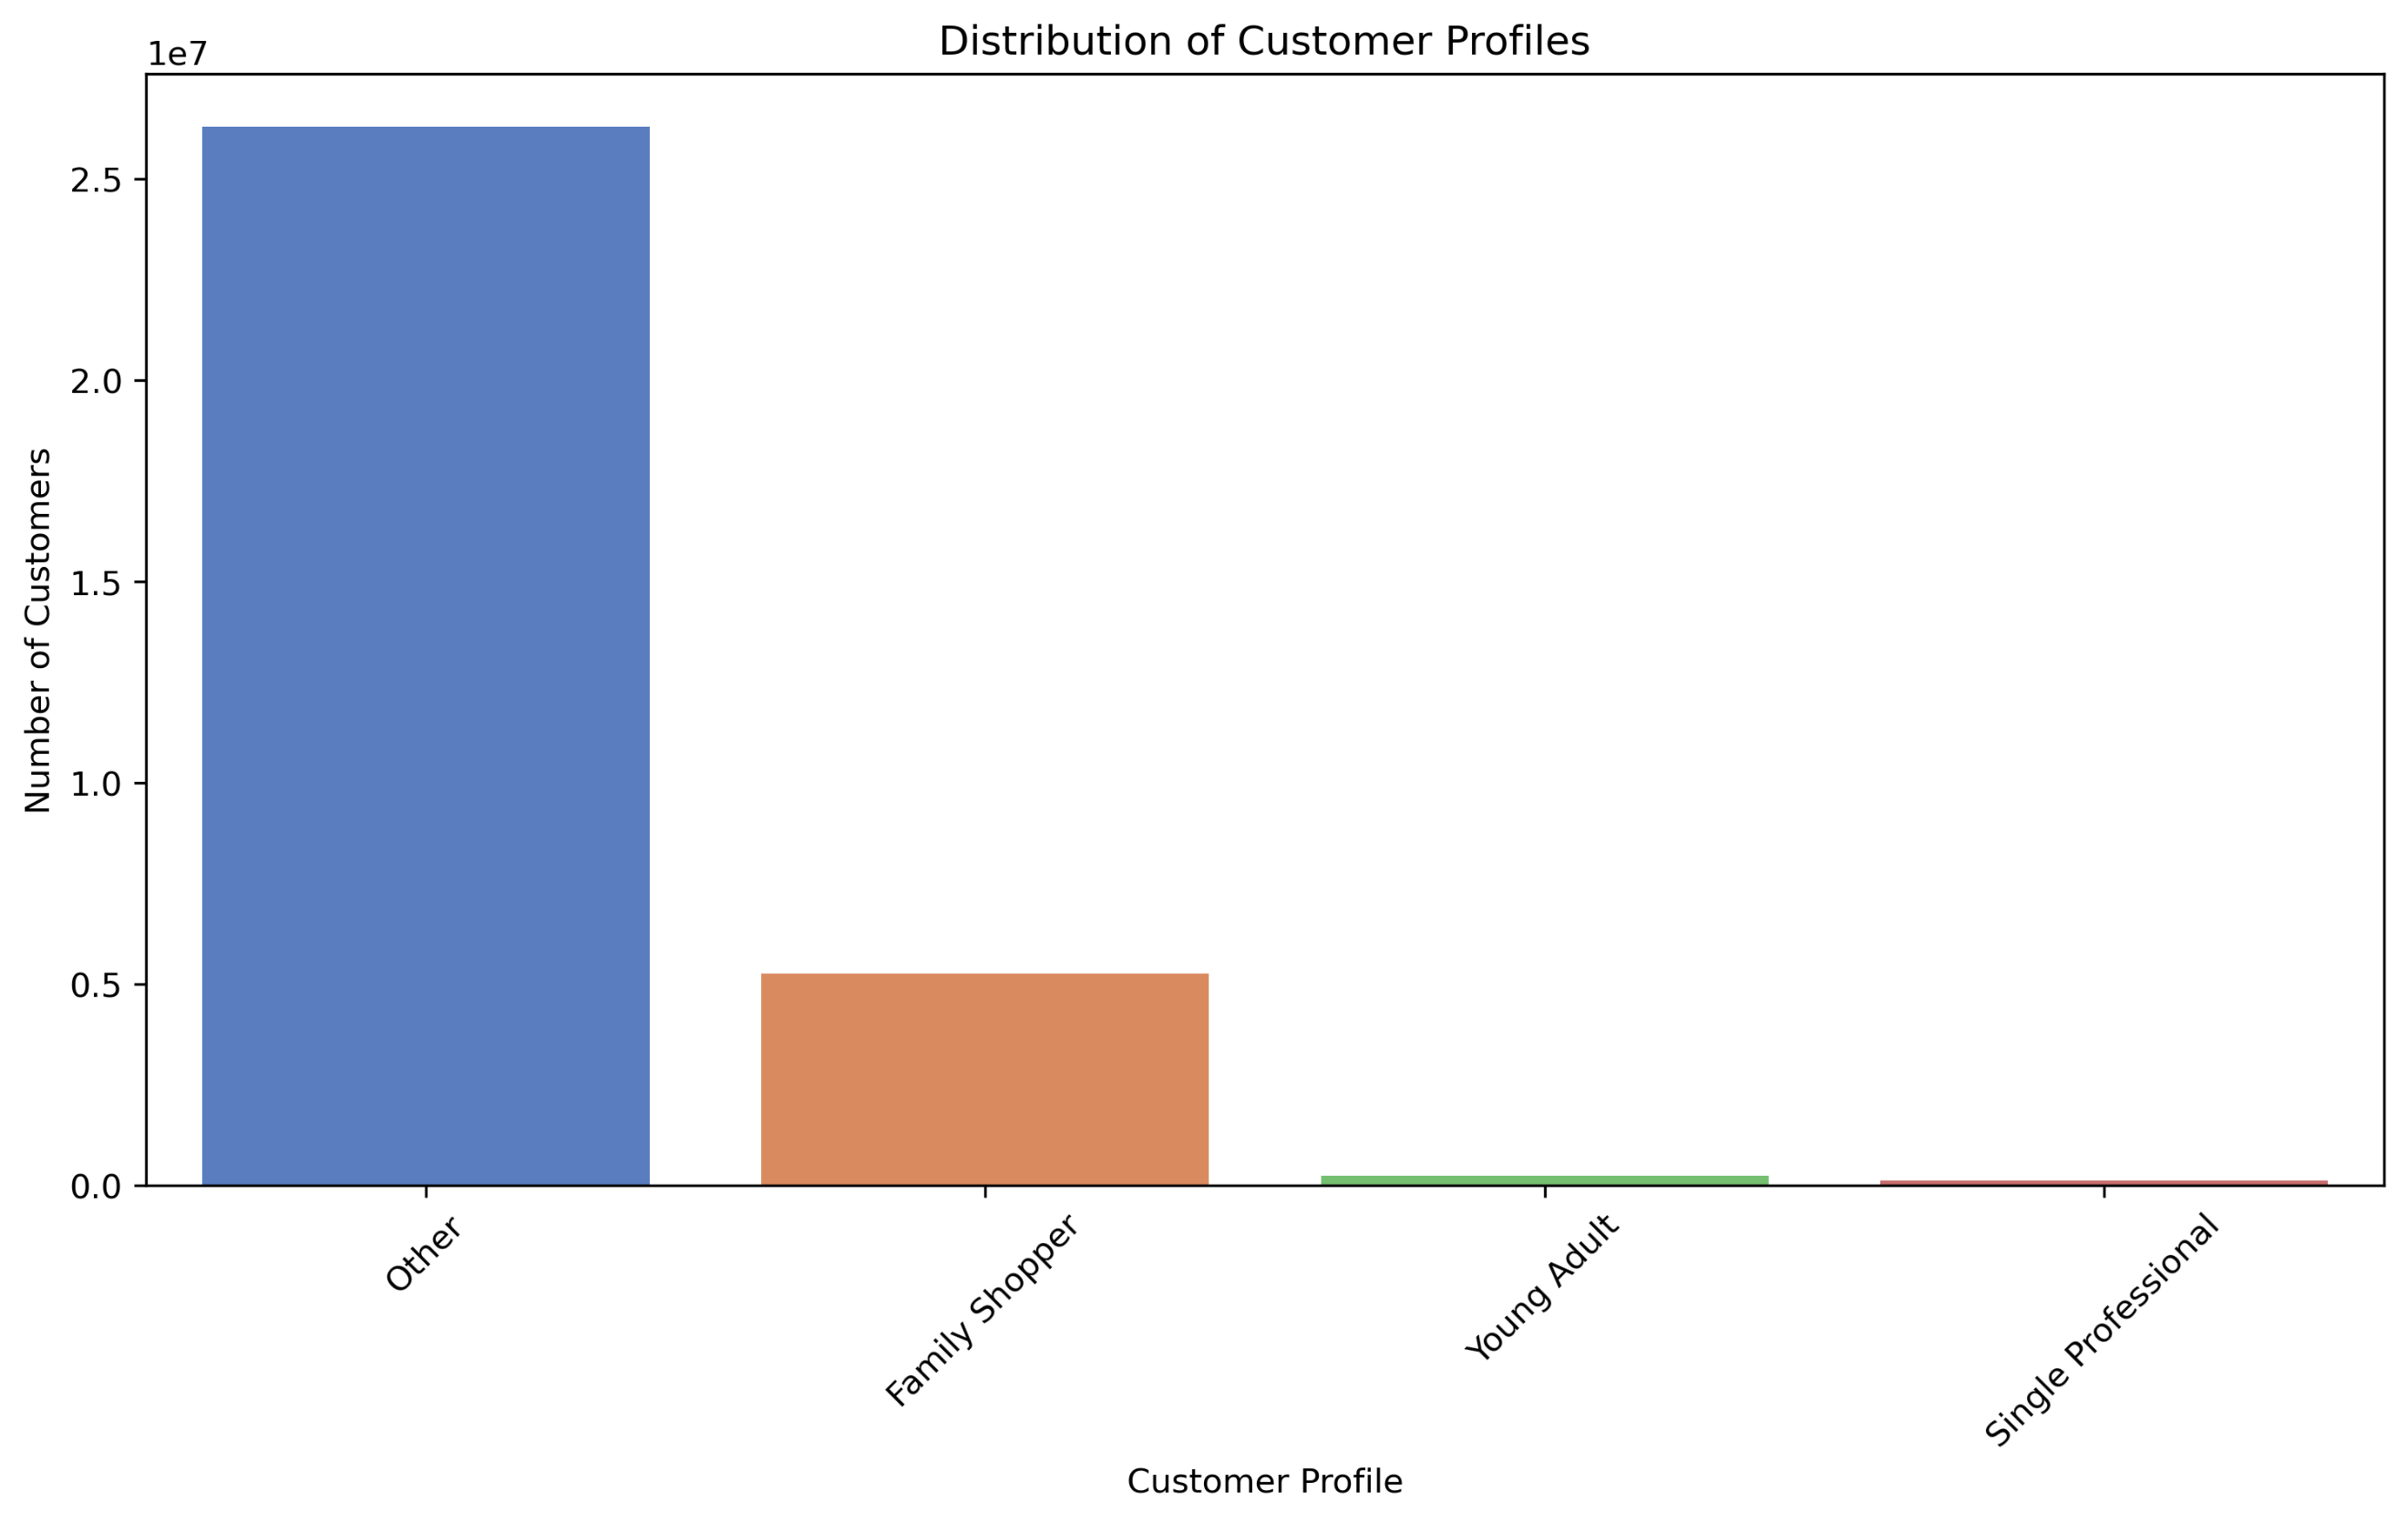 Distribution of Customer Profiles
1e7
2.5
2.0
1.5
1.0
0.5
0.0
Number of Customers
Other
Family Shopper
Young Adult
Single Professional
Customer Profile